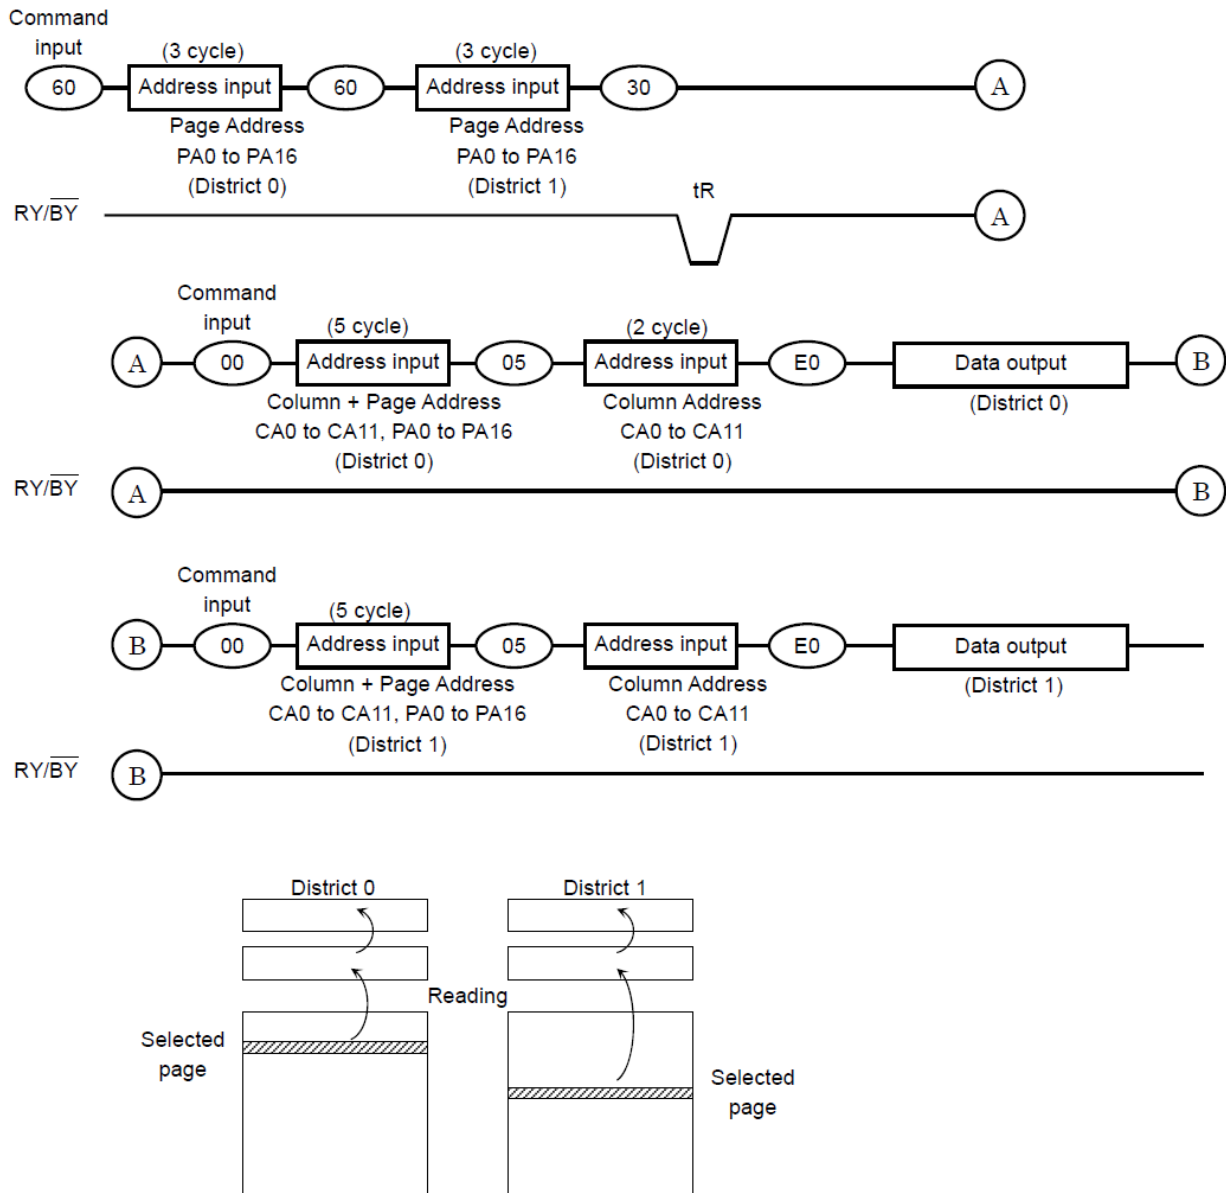 Command
input
(3 cycle)
(3 cycle)
60
Address input
60
Address input
30
A
Page Address
PA0 to PA16
(District 0)
Page Address
PA0 to PA16
(District 1)
tR
RY/BY
A
Command
input
(5 cycle)
(2 cycle)
A
00
Address input
05
Address input
E0
Data output
B
Column + Page Address
CA0 to CA11, PA0 to PA16
(District 0)
Column Address
CA0 to CA11
(District 0)
(District 0)
RY/BY
A
B
Command
input
(5 cycle)
B
00
Address input
05
Address input
E0
Data output
Column + Page Address
CA0 to CA11, PA0 to PA16
(District 1)
Column Address
CA0 to CA11
(District 1)
(District 1)
RY/BY
B
District 0
District 1
Reading
Selected
page
Selected
page